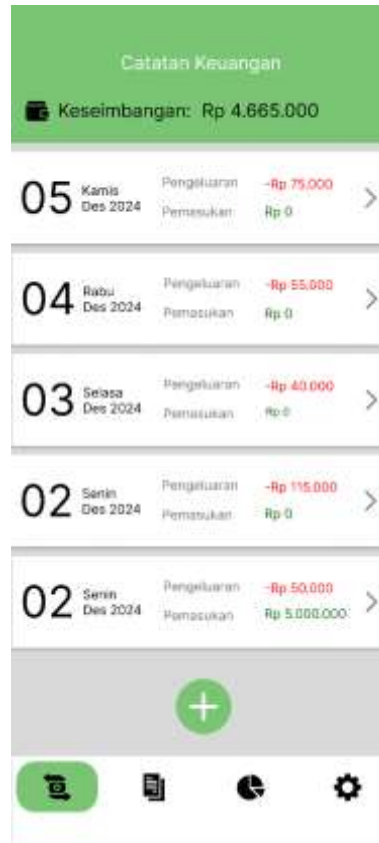 Catatan Keuangan
Keseimbangan: Rp 4.665.000
05 Kamis Des 2024
Pengeluaran -Rp 75.000
Pemasukan Rp 0
04 Rabu Des 2024
Pengeluaran -Rp 55.000
Pemasukan Rp 0
03 Selasa Des 2024
Pengeluaran -Rp 40.000
Pemasukan Rp 0
02 Senin Des 2024
Pengeluaran -Rp 115.000
Pemasukan Rp 0
02 Senin Des 2024
Pengeluaran -Rp 50.000
Pemasukan Rp 5.000.000